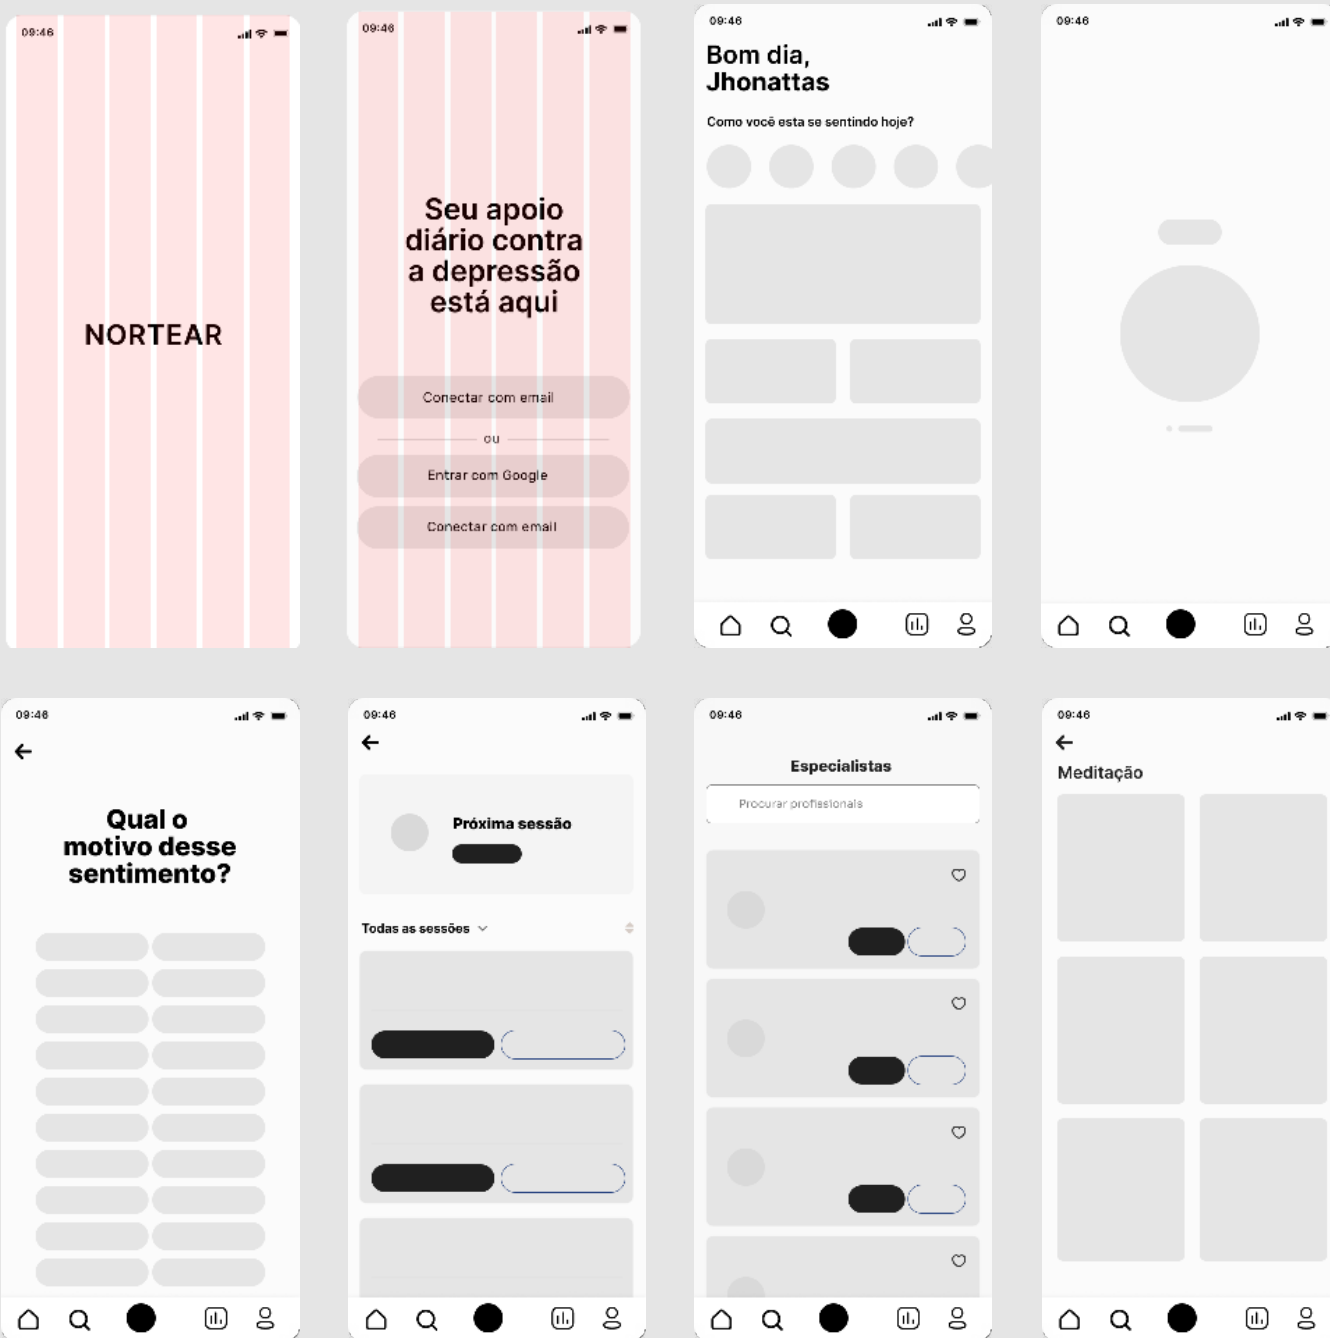 09:46
NORTEAR
09:46
Seu apoio
diário contra
a depressão
está aqui
Conectar com email
ou
Entrar com Google
Conectar com email
09:46
Bom dia,
Jhonattas
Como você esta se sentindo hoje?
09:46
09:46
Qual o
motivo desse
sentimento?
09:46
Próxima sessão
Todas as sessões
09:46
Especialistas
Procurar profissionais
09:46
Meditação